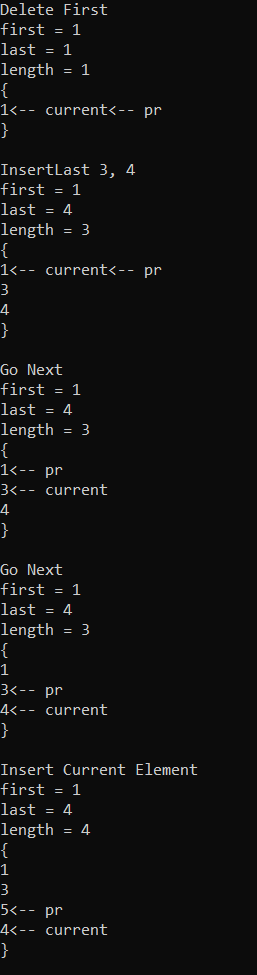 Delete First
first = 1
last = 1
length = 1
{
1<-- current<-- pr
}

InsertLast 3, 4
first = 1
last = 4
length = 3
{
1<-- current<-- pr
3
4
}

Go Next
first = 1
last = 4
length = 3
{
1<-- pr
3<-- current
4
}

Go Next
first = 1
last = 4
length = 3
{
1
3<-- pr
4<-- current
}

Insert Current Element
first = 1
last = 4
length = 4
{
1
3
5<-- pr
4<-- current
}